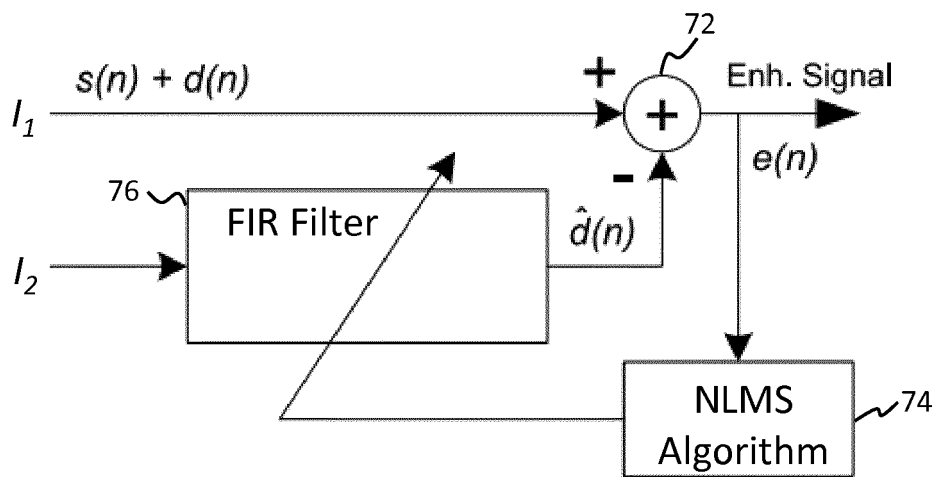 72
s(n) + d(n)
+
Enh. Signal
I₁
+
e(n)
-
76
FIR Filter
d̂(n)
I₂
NLMS
Algorithm
74